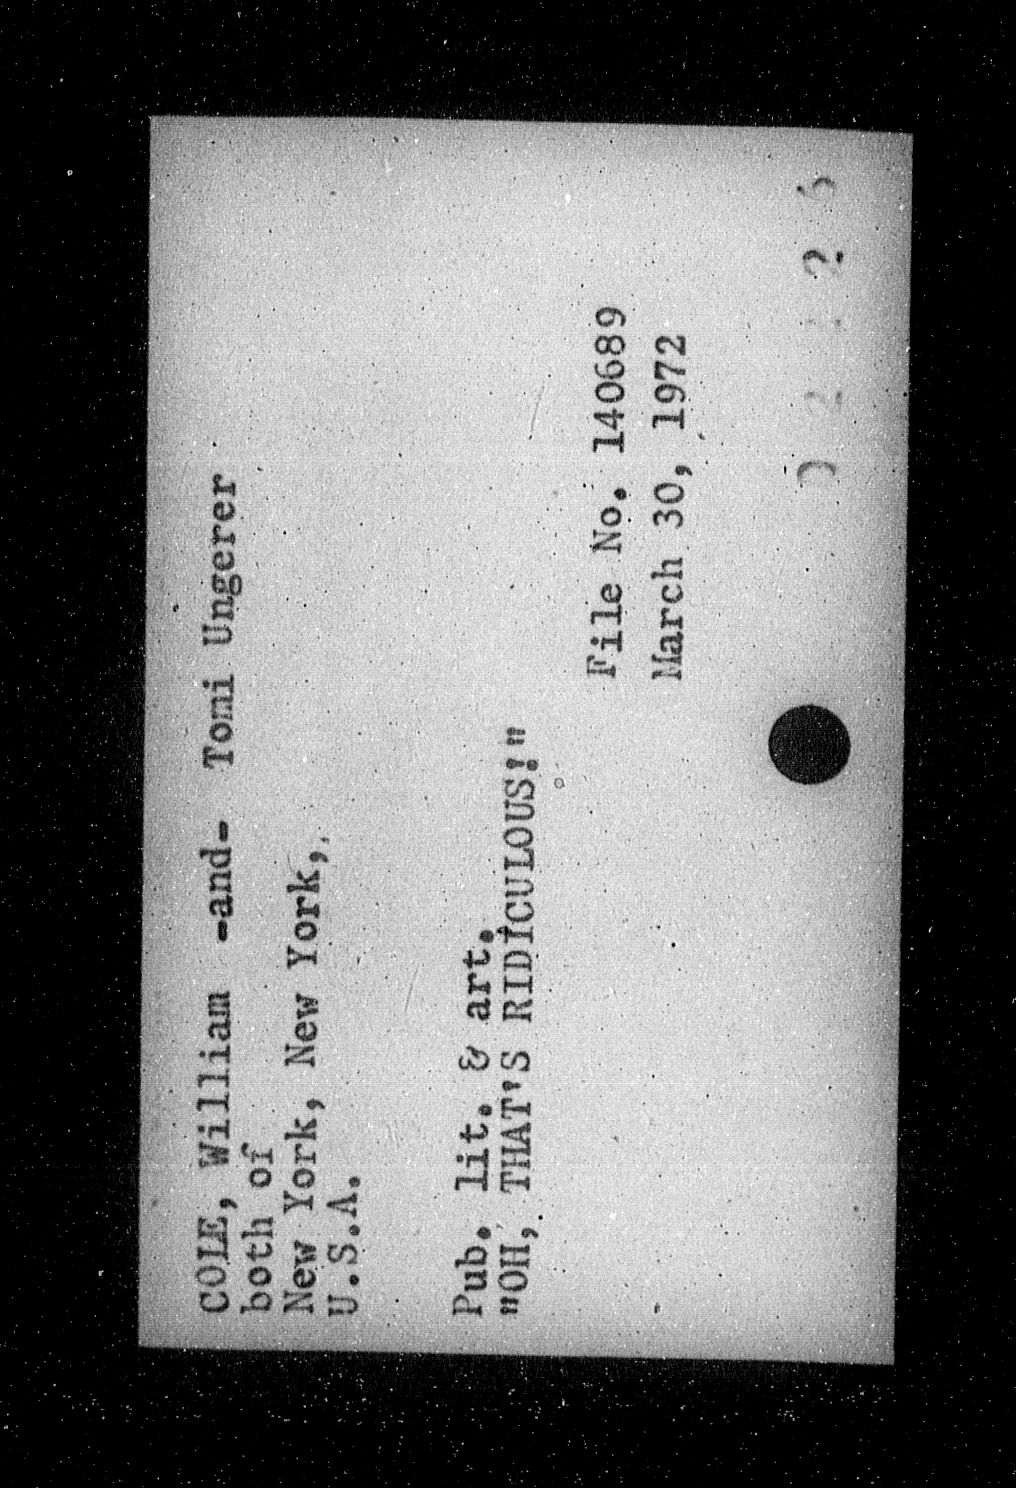 COLE, William -and- Toni Ungerer
both of
New York, New York,
U.S.A.
Pub. lit. & art.
"OH, THAT'S RIDICULOUS!"
File No. 140689
March 30, 1972